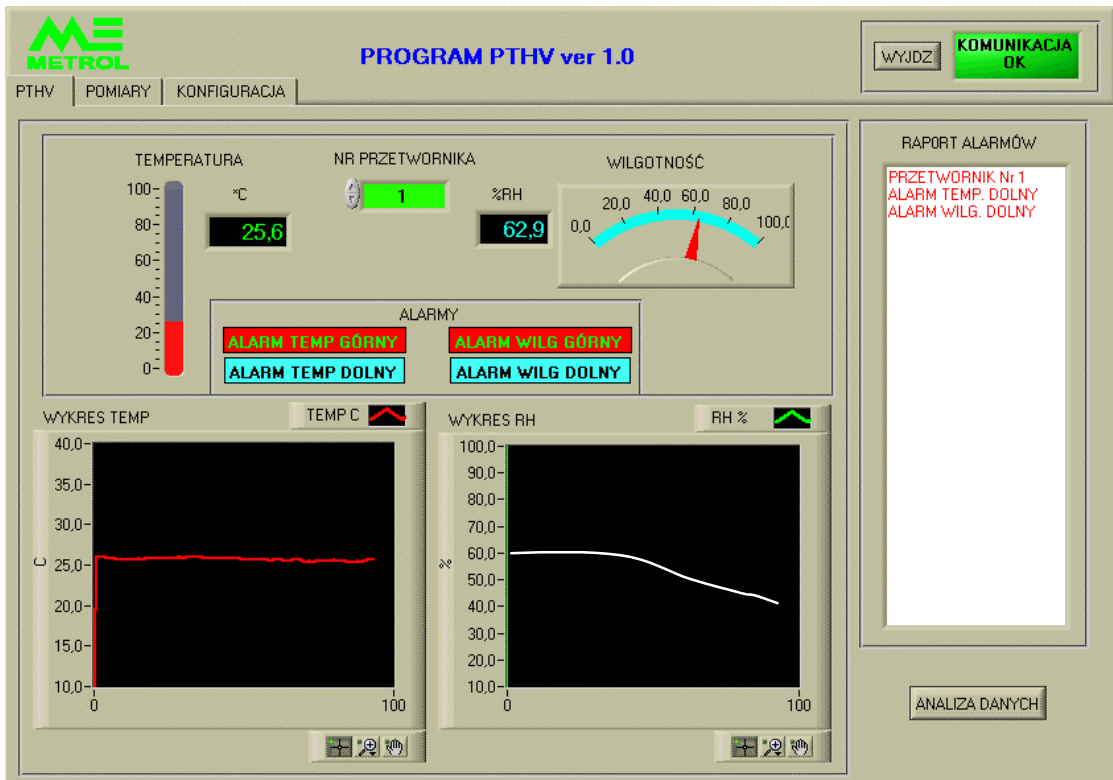 METROL
PROGRAM PTHV ver 1.0
WYJDZ
KOMUNIKACJA
OK
PTHV
POMIARY
KONFIGURACJA
TEMPERATURA
NR PRZETWORNIKA
WILGOTNOŚĆ
100
80
60
40
20
0
°C
25,6
1
%RH
62,9
0,0
20,0
40,0
60,0
80,0
100,0
ALARMY
ALARM TEMP GÓRNY
ALARM WILG GÓRNY
ALARM TEMP DOLNY
ALARM WILG DOLNY
WYKRES TEMP
TEMP C
40,0
35,0
30,0
25,0
20,0
15,0
10,0
C
0
100
WYKRES RH
RH %
100,0
90,0
80,0
70,0
60,0
50,0
40,0
30,0
20,0
10,0
%
0
100
RAPORT ALARMÓW
PRZETWORNIK Nr 1
ALARM TEMP. DOLNY
ALARM WILG. DOLNY
ANALIZA DANYCH